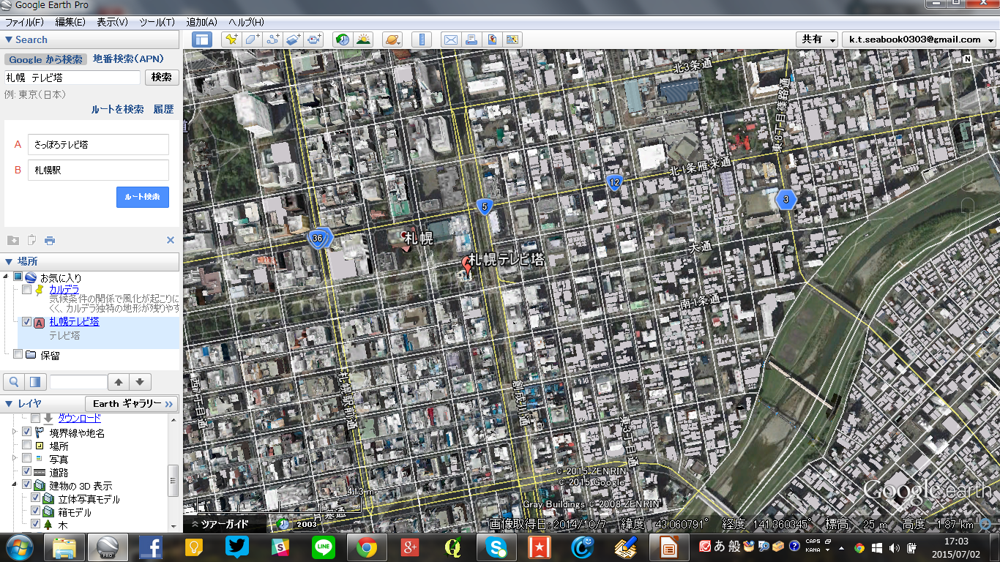 Google Earth Pro
ファイル(F) 編集(E) 表示(V) ツール(T) 追加(A) ヘルプ(H)
Search
Google から検索 地番検索(APN)
札幌 テレビ塔 検索
例: 東京(日本)
ルートを検索 履歴
A さっぽろテレビ塔
B 札幌駅
ルート検索
場所
お気に入り
カルデラ
気候条件の関係で風化が起こりに
くく、カルデラ独特の地形が残りやす
札幌テレビ塔
テレビ塔
保留
レイヤ Earth ギャラリー »
ダウンロード
境界線や地名
場所
写真
道路
建物の 3D 表示
立体写真モデル
箱モデル
木
共有 k.t.seabook0303@gmail.com
N
北3条通
東8丁目篠路通
北1条雁来通
12
3
5
36
札幌
札幌テレビ塔
大通
南1条通
札幌駅前通
創成川通
東3丁目通
413 m
© 2015 ZENRIN
© 2015 Google
Gray Buildings © 2008 ZENRIN
Google earth
ツアーガイド 2003
画像取得日: 2014/10/7 緯度 43.060791° 経度 141.360345° 標高 25 m 高度 1.87 km
PRO
LINE
あ 般
CAPS
KANA
17:03
2015/07/02